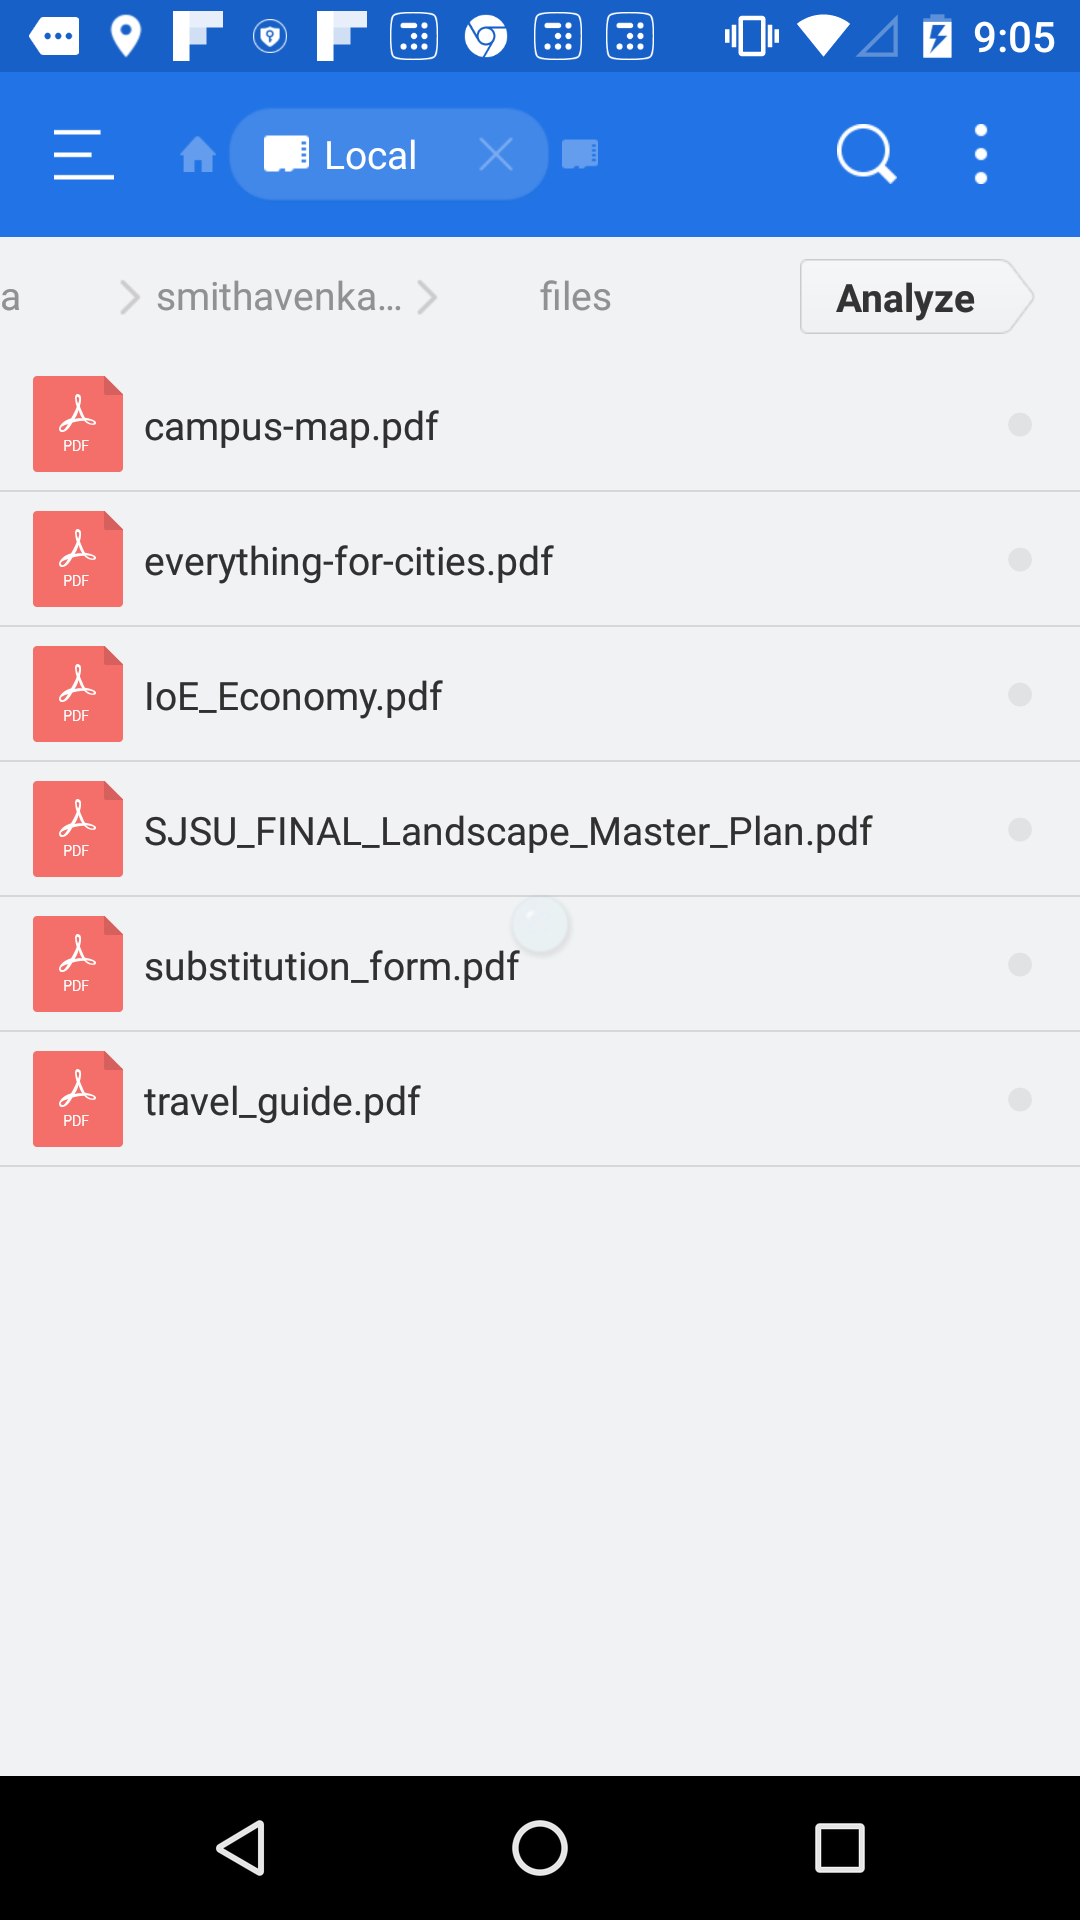 9:05
Local
a smithavenka... files Analyze
PDF campus-map.pdf
PDF everything-for-cities.pdf
PDF IoE_Economy.pdf
PDF SJSU_FINAL_Landscape_Master_Plan.pdf
PDF substitution_form.pdf
PDF travel_guide.pdf